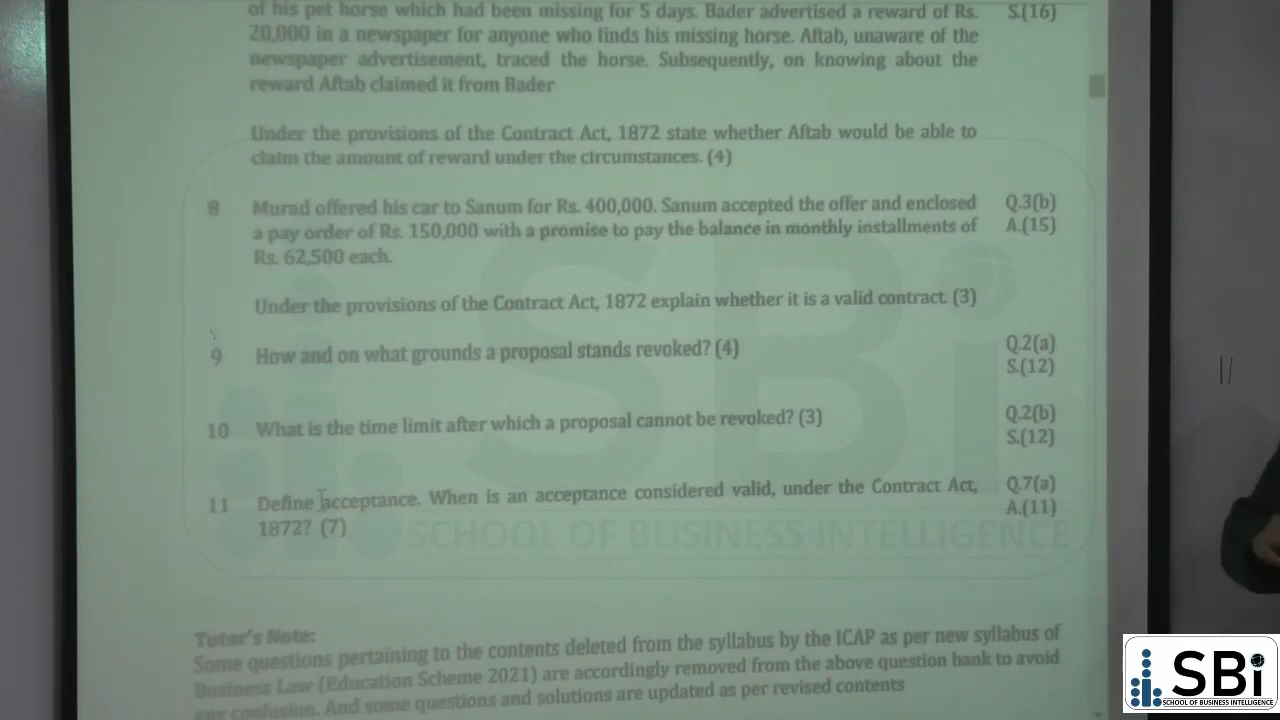 of his pet horse which had been missing for 5 days. Bader advertised a reward of Rs. S.(16)
20,000 in a newspaper for anyone who finds his missing horse. Aftab, unaware of the
newspaper advertisement, traced the horse. Subsequently, on knowing about the
reward Aftab claimed it from Bader
Under the provisions of the Contract Act, 1872 state whether Aftab would be able to
claim the amount of reward under the circumstances. (4)
8 Murad offered his car to Sanum for Rs. 400,000. Sanum accepted the offer and enclosed Q.3(b)
a pay order of Rs. 150,000 with a promise to pay the balance in monthly installments of A.(15)
Rs. 62,500 each.
Under the provisions of the Contract Act, 1872 explain whether it is a valid contract. (3)
9 How and on what grounds a proposal stands revoked? (4) Q.2(a)
S.(12)
10 What is the time limit after which a proposal cannot be revoked? (3) Q.2(b)
S.(12)
11 Define acceptance. When is an acceptance considered valid, under the Contract Act, Q.7(a)
1872? (7) A.(11)
SBi
SCHOOL OF BUSINESS INTELLIGENCE
Tutor's Note:
Some questions pertaining to the contents deleted from the syllabus by the ICAP as per new syllabus of
Business Law (Education Scheme 2021) are accordingly removed from the above question bank to avoid
any confusion. And some questions and solutions are updated as per revised contents
SBi
SCHOOL OF BUSINESS INTELLIGENCE